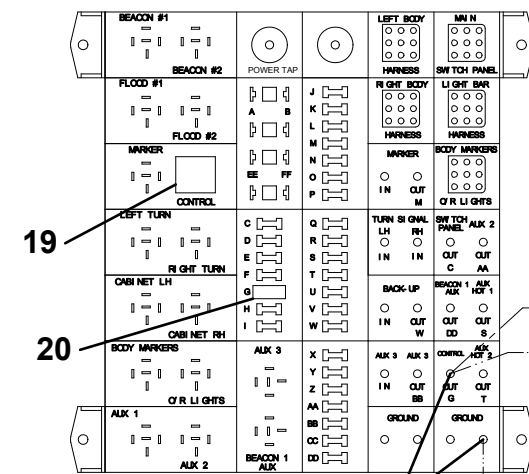 BEACON #1
BEACON #2
FLOOD #1
FLOOD #2
MARKER
CONTROL
19
LEFT TURN
RIGHT TURN
CABINET LH
CABINET RH
20
BODY MARKERS
O'R LIGHTS
AUX 1
AUX 2
POWER TAP
A B
EE FF
C
D
E
F
G
H
I
AUX 3
BEACON 1
AUX
J
K
L
M
N
O
P
Q
R
S
T
U
V
W
X
Y
Z
AA
BB
CC
DD
LEFT BODY
HARNESS
MAIN
SWITCH PANEL
RIGHT BODY
HARNESS
LIGHT BAR
HARNESS
MARKER
IN OUT
M
BODY MARKERS
O'R LIGHTS
TURN SIGNAL
LH RH
IN IN
SWITCH
PANEL AUX 2
OUT OUT
C AA
BACK-UP
IN OUT
W
BEACON 1 AUX
AUX HOT 1
OUT OUT
DD S
AUX 3 AUX 3
IN OUT
BB
CONTROL AUX
HOT 2
OUT OUT
G T
GROUND
GROUND